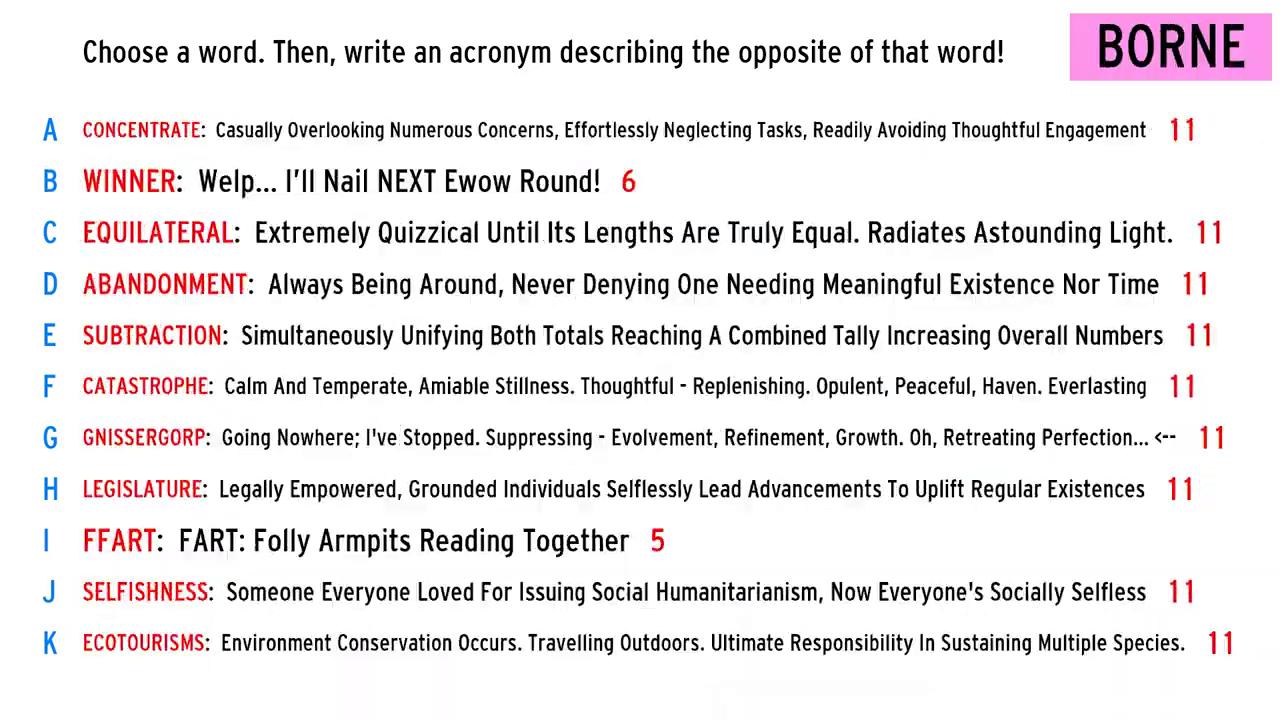 Choose a word. Then, write an acronym describing the opposite of that word!
BORNE
A CONCENTRATE: Casually Overlooking Numerous Concerns, Effortlessly Neglecting Tasks, Readily Avoiding Thoughtful Engagement 11
B WINNER: Welp... I'll Nail NEXT Ewow Round! 6
C EQUILATERAL: Extremely Quizzical Until Its Lengths Are Truly Equal. Radiates Astounding Light. 11
D ABANDONMENT: Always Being Around, Never Denying One Needing Meaningful Existence Nor Time 11
E SUBTRACTION: Simultaneously Unifying Both Totals Reaching A Combined Tally Increasing Overall Numbers 11
F CATASTROPHE: Calm And Temperate, Amiable Stillness. Thoughtful - Replenishing. Opulent, Peaceful, Haven. Everlasting 11
G GNISSERGORP: Going Nowhere; I've Stopped. Suppressing - Evolvement, Refinement, Growth. Oh, Retreating Perfection... <-- 11
H LEGISLATURE: Legally Empowered, Grounded Individuals Selflessly Lead Advancements To Uplift Regular Existences 11
I FFART: FART: Folly Armpits Reading Together 5
J SELFISHNESS: Someone Everyone Loved For Issuing Social Humanitarianism, Now Everyone's Socially Selfless 11
K ECOTOURISMS: Environment Conservation Occurs. Travelling Outdoors. Ultimate Responsibility In Sustaining Multiple Species. 11